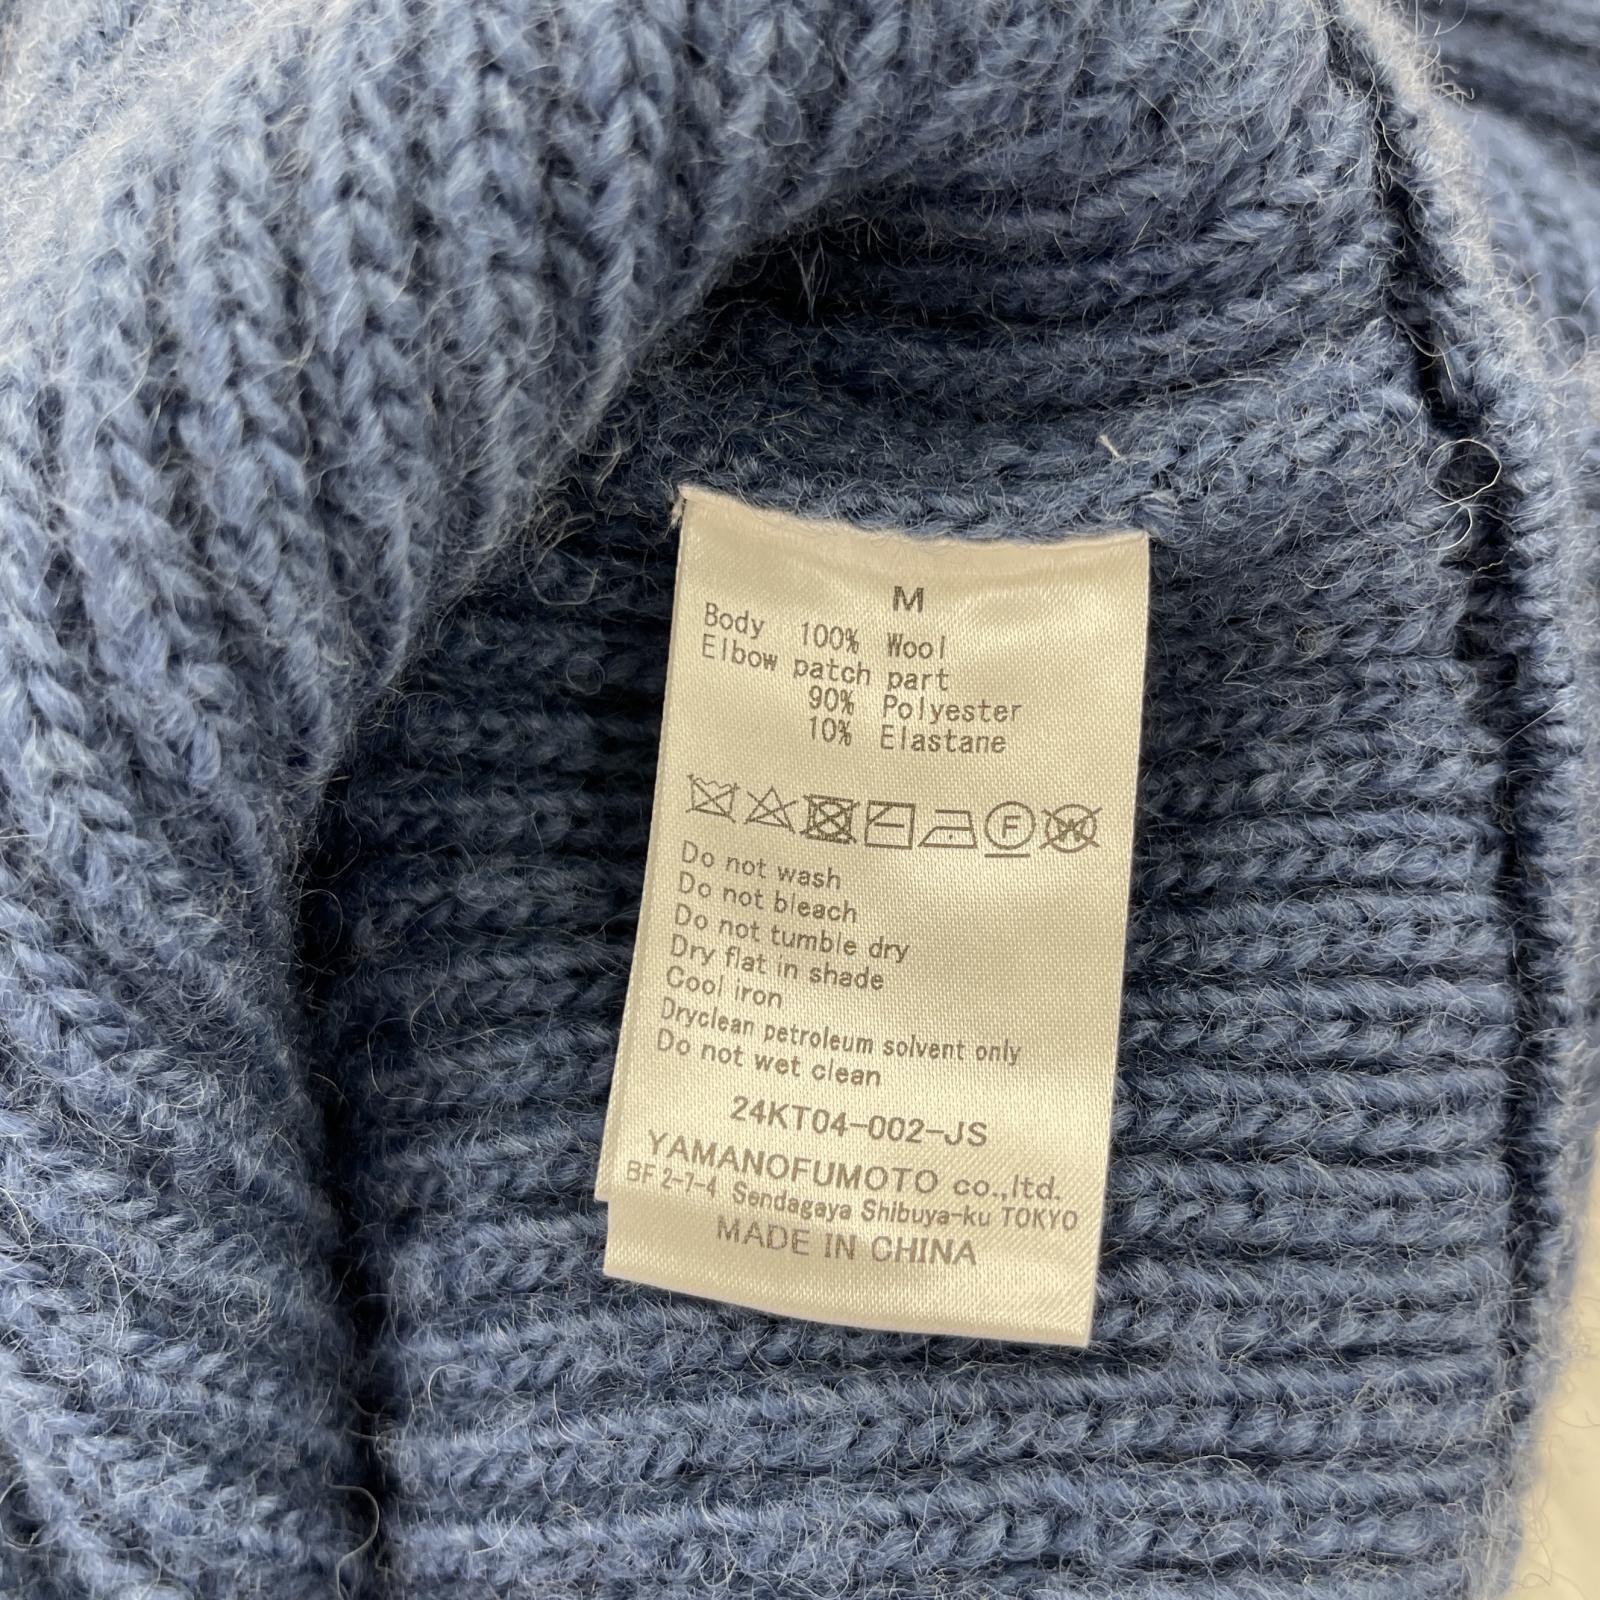 M
Body 100% Wool
Elbow patch part
90% Polyester
10% Elastane
F
W
Do not wash
Do not bleach
Do not tumble dry
Dry flat in shade
Cool iron
Dryclean petroleum solvent only
Do not wet clean
24KT04-002-JS
YAMANOFUMOTO co.,ltd.
BF 2-7-4 Sendagaya Shibuya-ku TOKYO
MADE IN CHINA